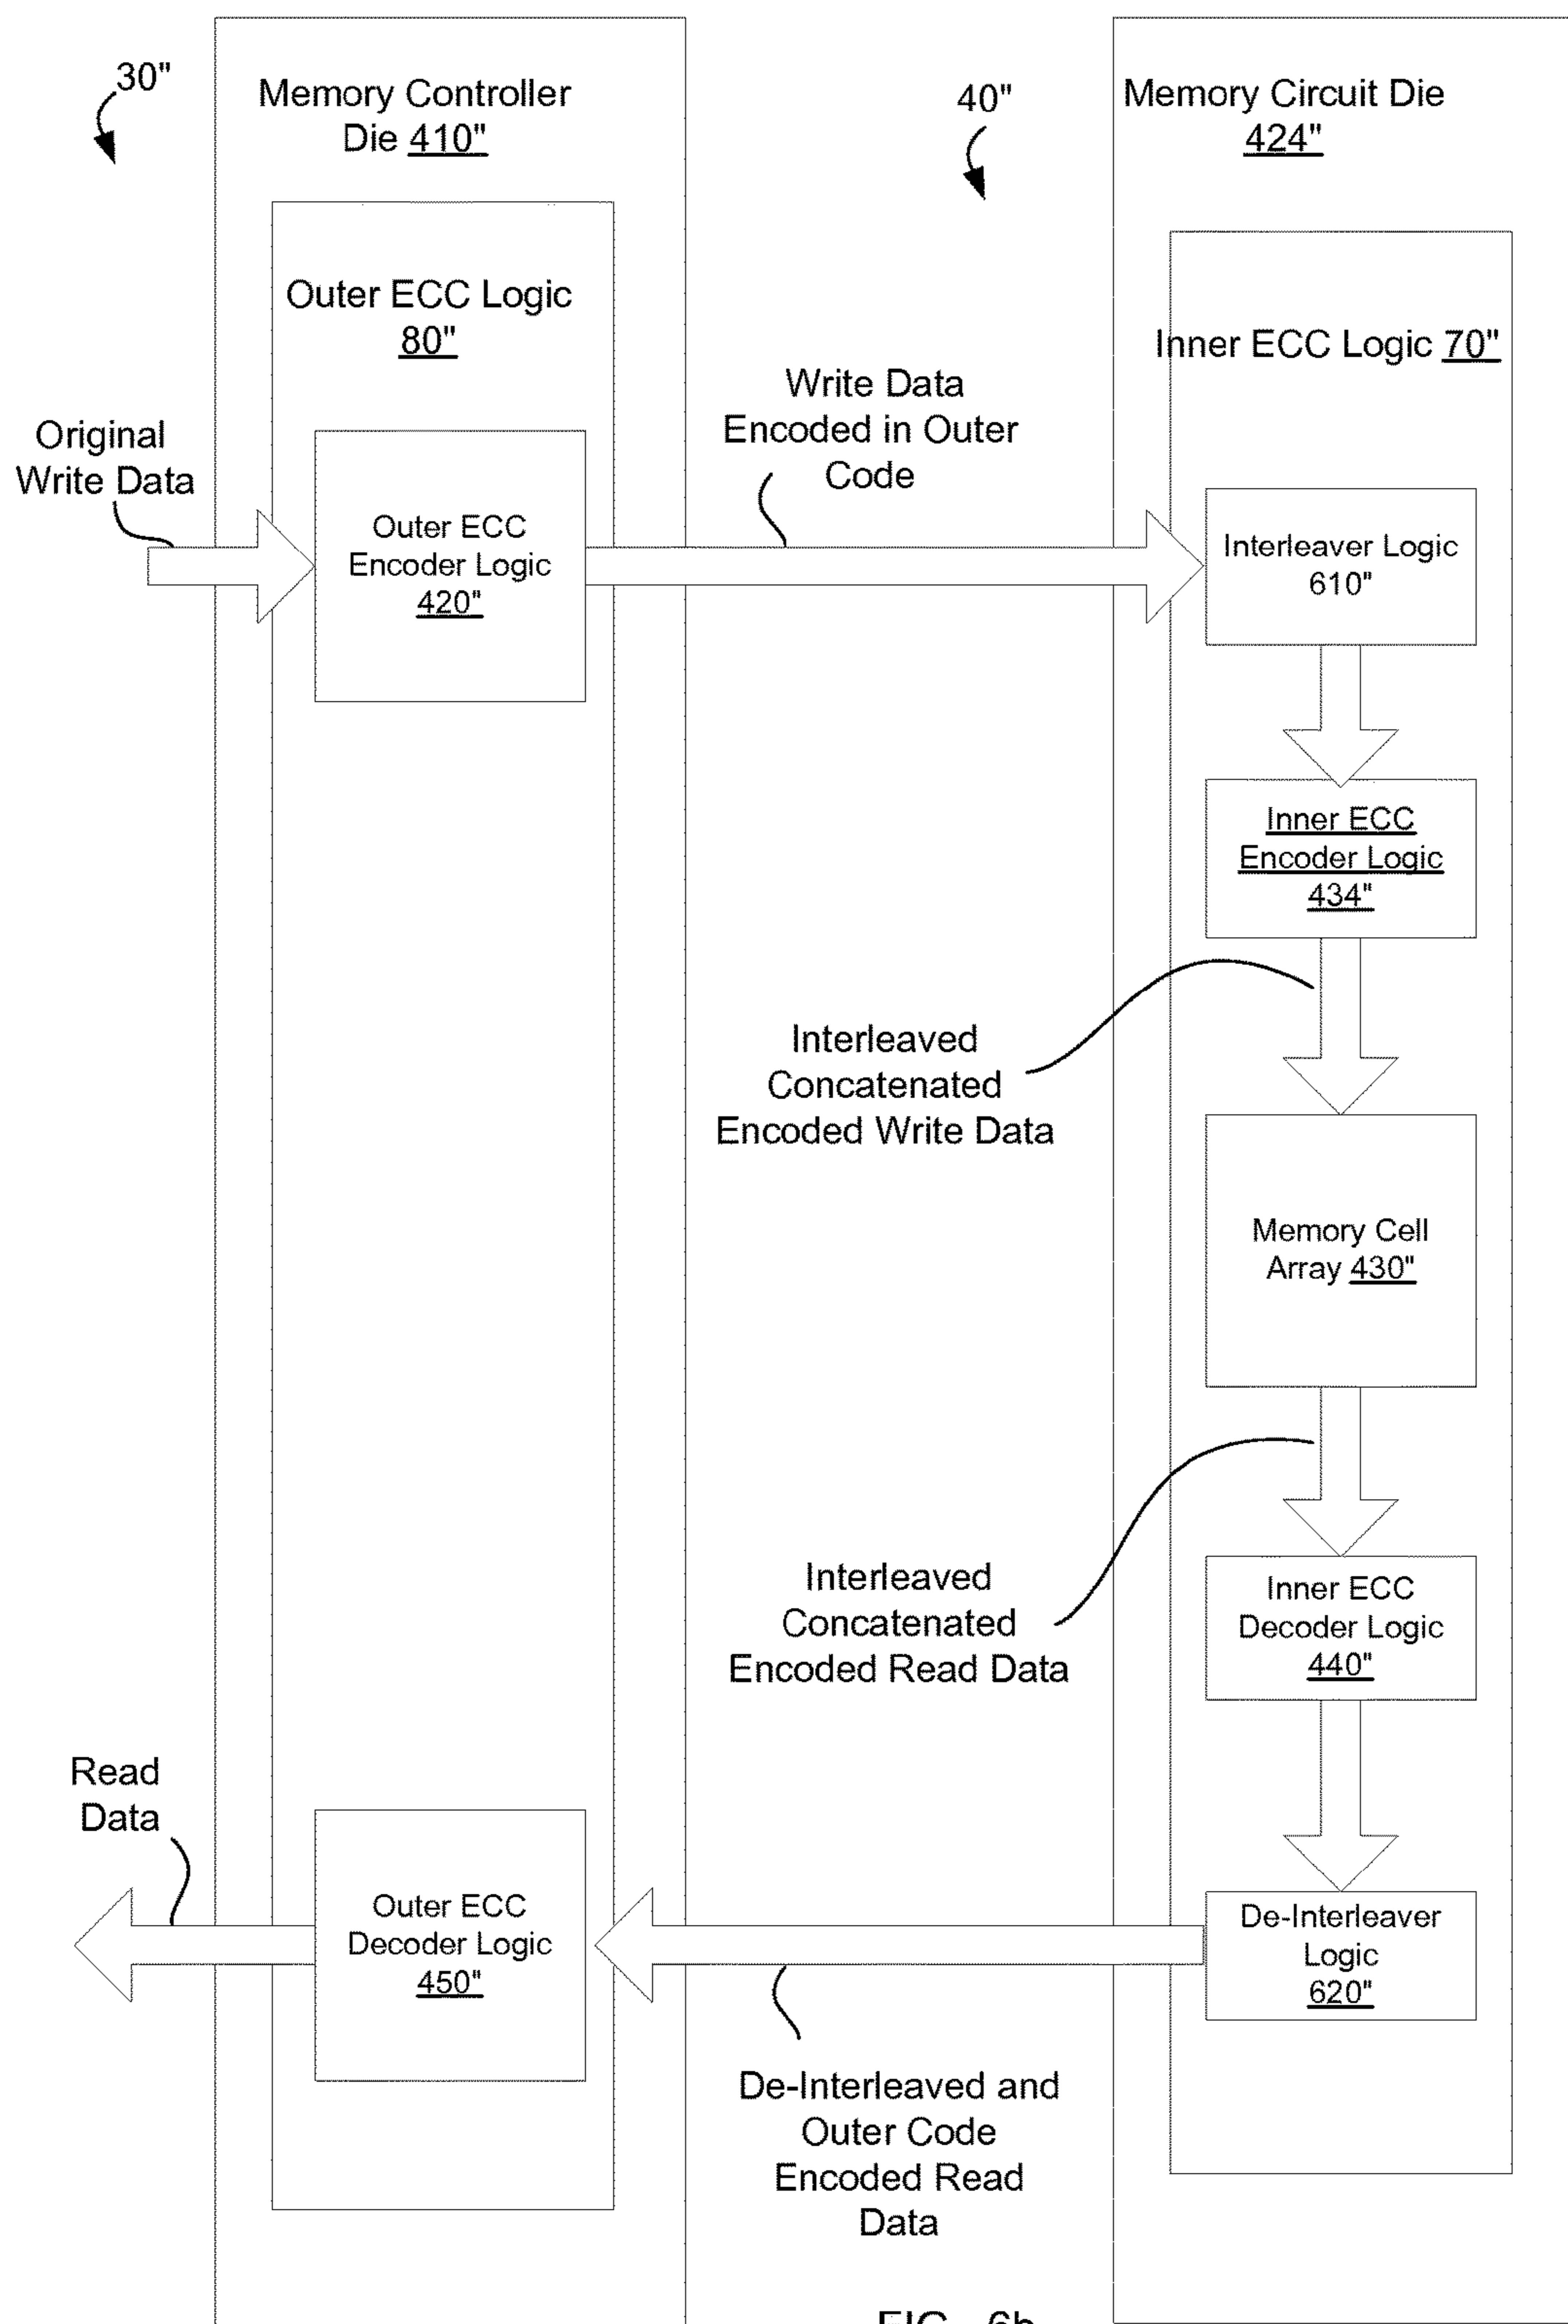 30"
Memory Controller
Die 410"
40"
Memory Circuit Die
424"
Outer ECC Logic
80"
Inner ECC Logic 70"
Write Data
Encoded in Outer
Code
Original
Write Data
Outer ECC
Encoder Logic
420"
Interleaver Logic
610"
Inner ECC
Encoder Logic
434"
Interleaved
Concatenated
Encoded Write Data
Memory Cell
Array 430"
Interleaved
Concatenated
Encoded Read Data
Inner ECC
Decoder Logic
440"
Read
Data
Outer ECC
Decoder Logic
450"
De-Interleaver
Logic
620"
De-Interleaved and
Outer Code
Encoded Read
Data
FIG. 6b